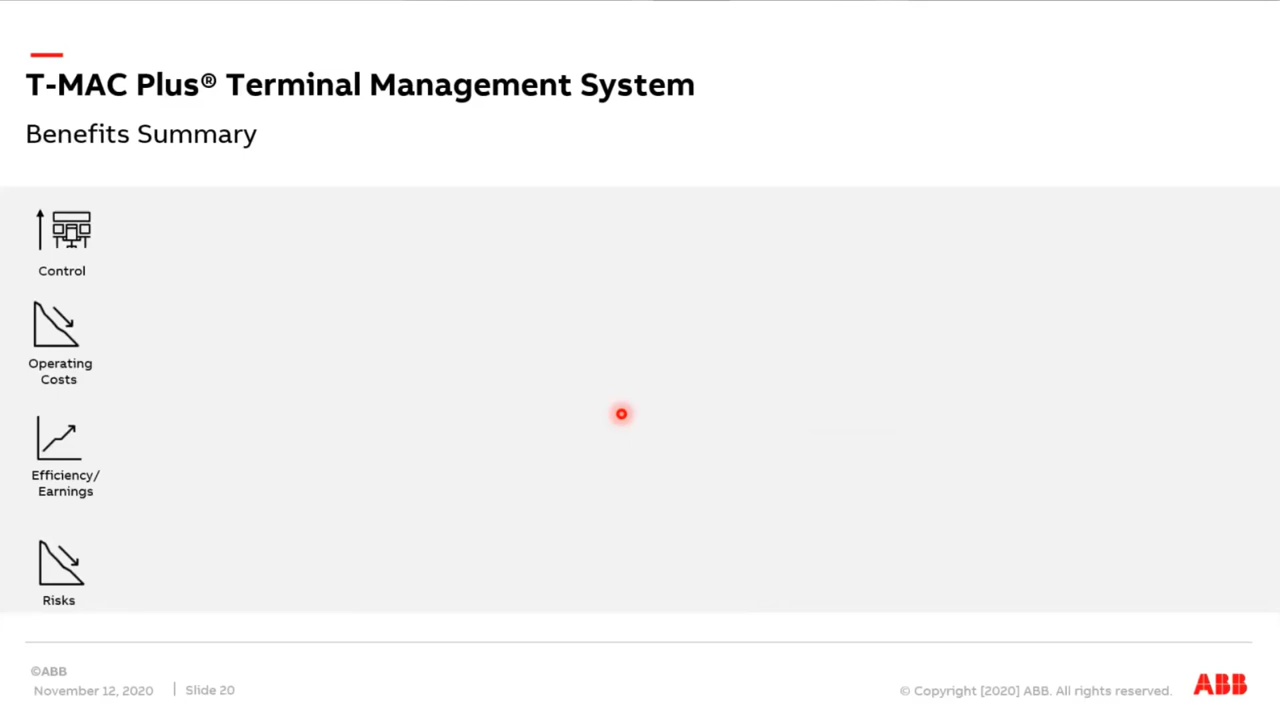 T-MAC Plus® Terminal Management System
Benefits Summary
Control
Operating
Costs
Efficiency/
Earnings
Risks
©ABB
November 12, 2020 | Slide 20
© Copyright [2020] ABB. All rights reserved.
ABB